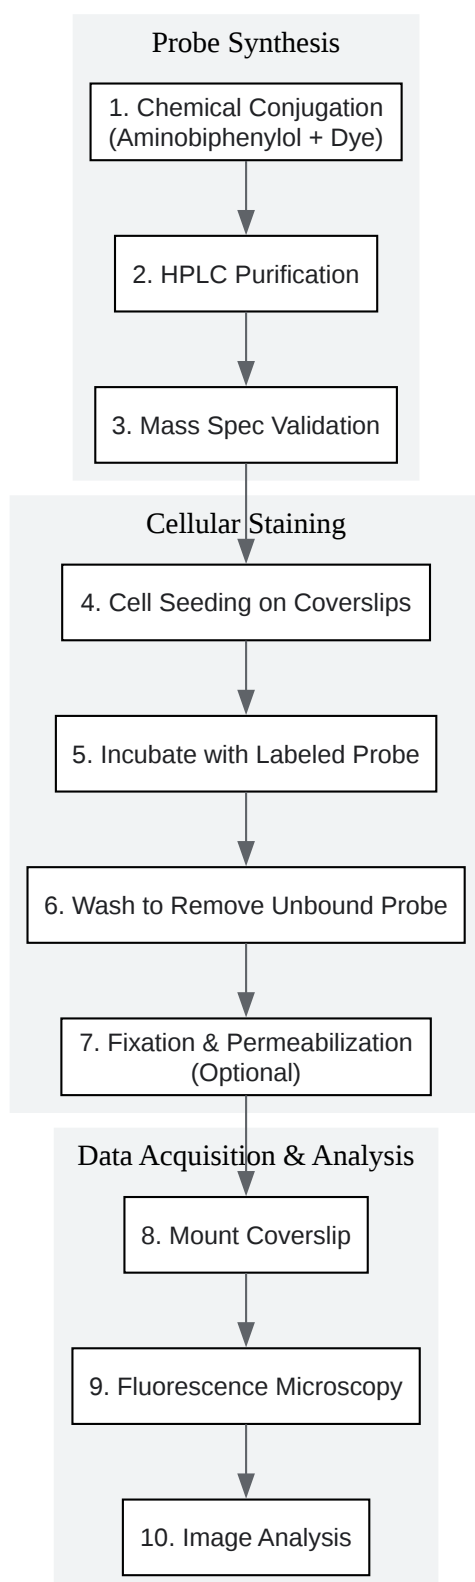 Probe Synthesis
1. Chemical Conjugation
(Aminobiphenylol + Dye)
2. HPLC Purification
3. Mass Spec Validation
Cellular Staining
4. Cell Seeding on Coverslips
5. Incubate with Labeled Probe
6. Wash to Remove Unbound Probe
7. Fixation & Permeabilization
(Optional)
Data Acquisition & Analysis
8. Mount Coverslip
9. Fluorescence Microscopy
10. Image Analysis